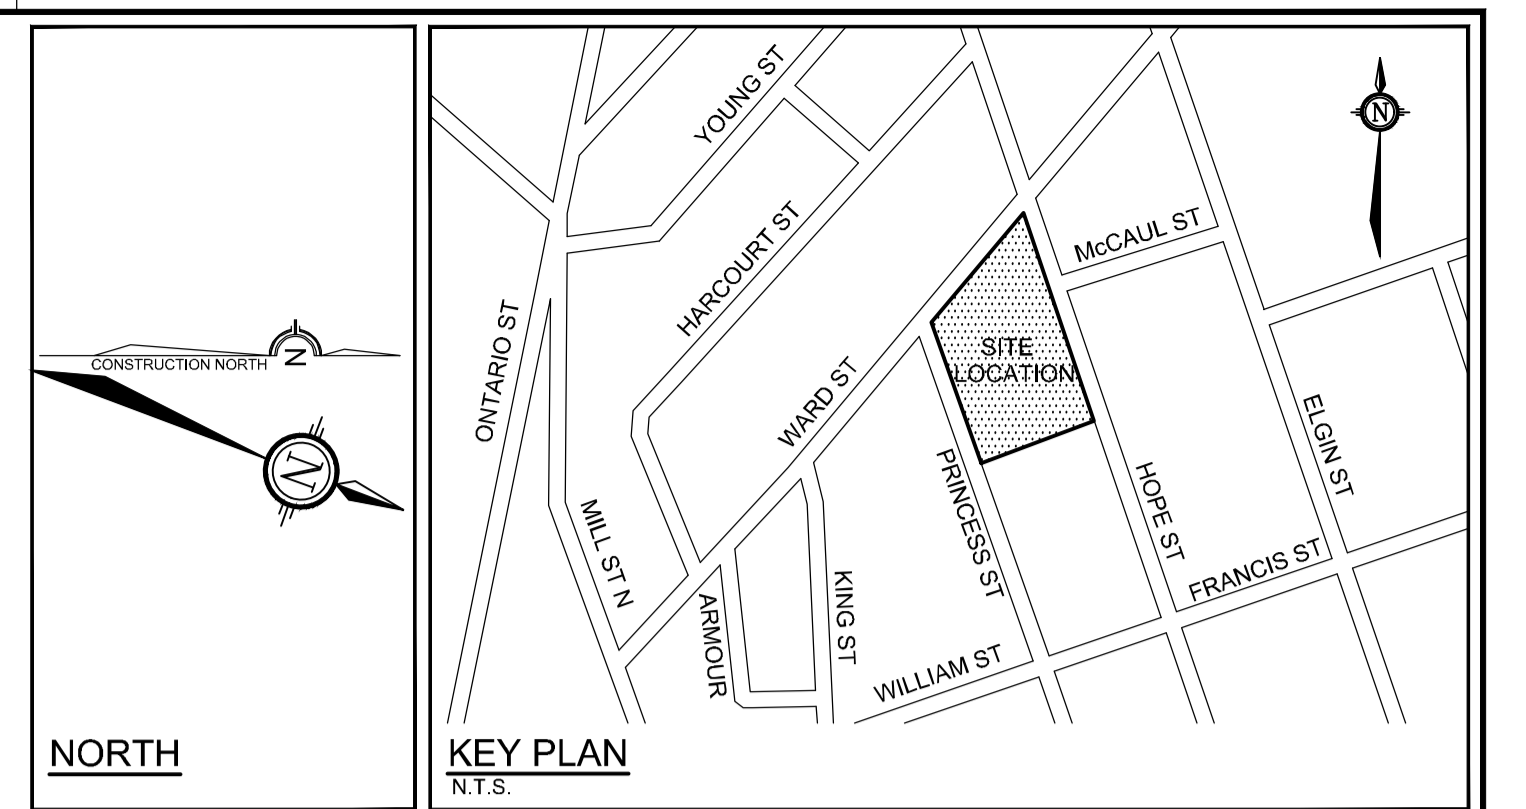 N
CONSTRUCTION NORTH
N
NORTH
YOUNG ST
N
HARCOURT ST
McCAUL ST
ONTARIO ST
SITE
LOCATION
WARD ST
ELGIN ST
PRINCESS ST
HOPE ST
MILL ST N
FRANCIS ST
KING ST
ARMOUR
WILLIAM ST
KEY PLAN
N.T.S.